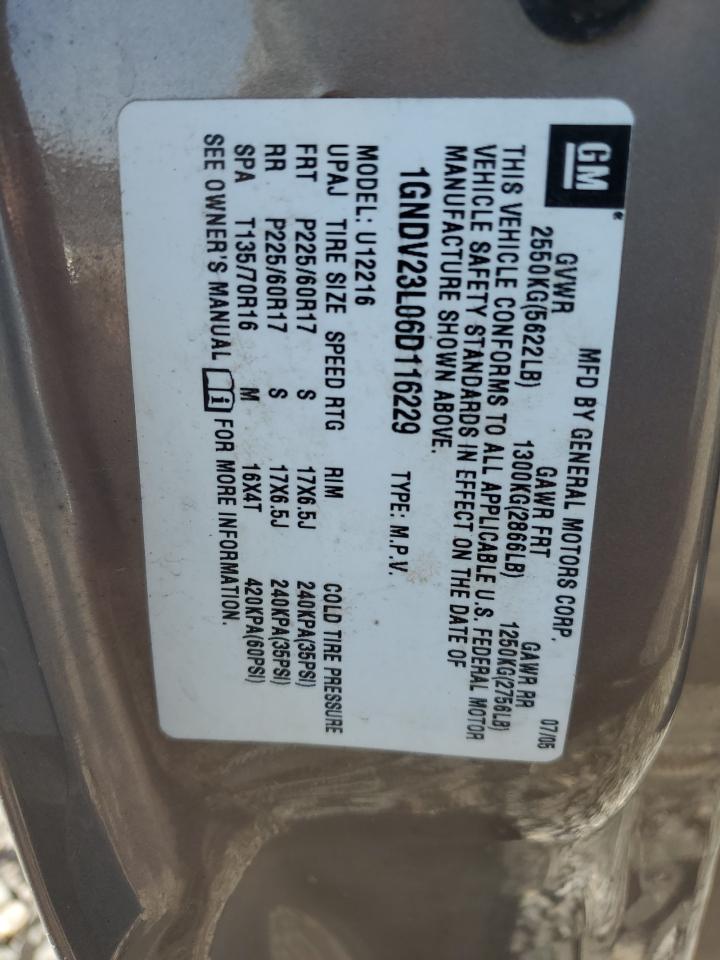 GM
MFD BY GENERAL MOTORS CORP. 07/05
GVWR GAWR FRT GAWR RR
2550KG(5622LB) 1300KG(2866LB) 1250KG(2756LB)
THIS VEHICLE CONFORMS TO ALL APPLICABLE U.S. FEDERAL MOTOR
VEHICLE SAFETY STANDARDS IN EFFECT ON THE DATE OF
MANUFACTURE SHOWN ABOVE.
1GNDV23L06D116229 TYPE: M.P.V.
MODEL: U12216
UPAJ TIRE SIZE SPEED RTG RIM COLD TIRE PRESSURE
FRT P225/60R17 S 17X6.5J 240KPA(35PSI)
RR P225/60R17 S 17X6.5J 240KPA(35PSI)
SPA T135/70R16 M 16X4T 420KPA(60PSI)
SEE OWNER'S MANUAL i FOR MORE INFORMATION.